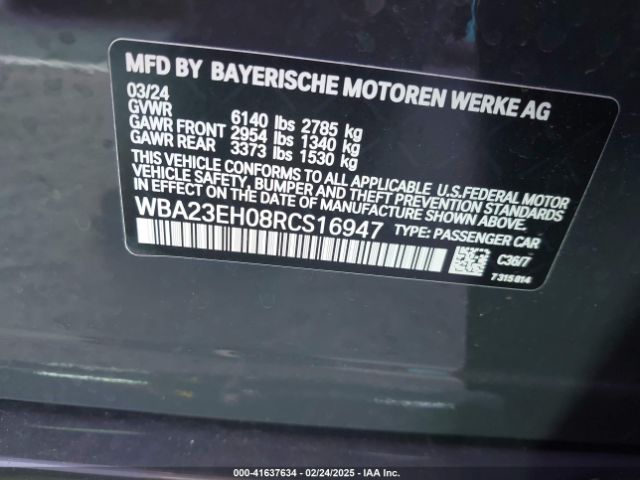 MFD BY BAYERISCHE MOTOREN WERKE AG
03/24
GVWR 6140 lbs 2785 kg
GAWR FRONT 2954 lbs 1340 kg
GAWR REAR 3373 lbs 1530 kg
THIS VEHICLE CONFORMS TO ALL APPLICABLE U.S.FEDERAL MOTOR
VEHICLE SAFETY, BUMPER, AND THEFT PREVENTION STANDARDS
IN EFFECT ON THE DATE OF MANUFACTURE SHOWN ABOVE.
WBA23EH08RCS16947 TYPE: PASSENGER CAR
C36/7
7315814
000-41637634 / 02/24/2025 - IAA Inc.